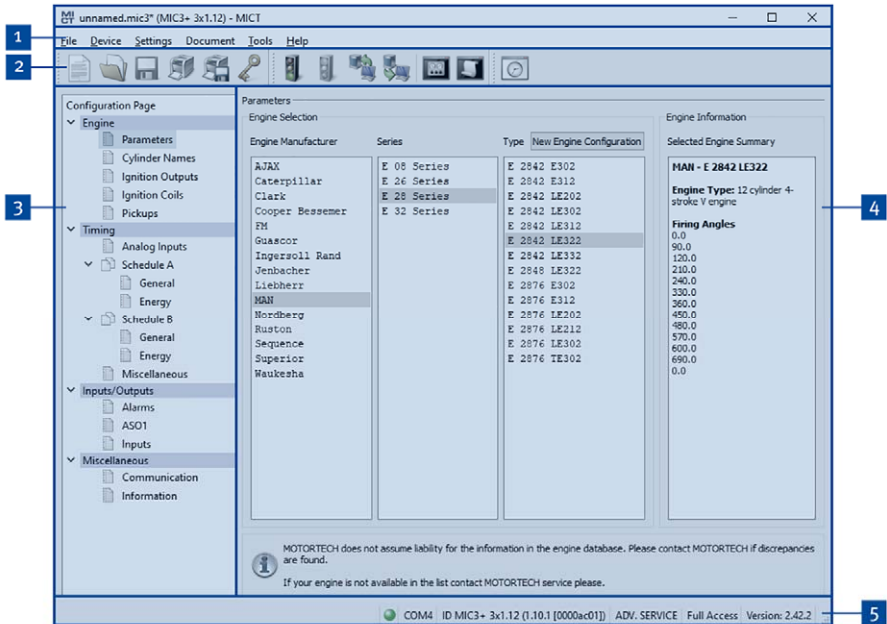 MICT unnamed.mic3* (MIC3+ 3x1.12) - MICT
1
File Device Settings Document Tools Help
2
Configuration Page
Engine
Parameters
Cylinder Names
Ignition Outputs
Ignition Coils
Pickups
3
Timing
Analog Inputs
Schedule A
General
Energy
Schedule B
General
Energy
Miscellaneous
Inputs/Outputs
Alarms
ASO1
Inputs
Miscellaneous
Communication
Information
Parameters
Engine Selection
Engine Manufacturer
AJAX
Caterpillar
Clark
Cooper Bessemer
FM
Guascor
Ingersoll Rand
Jenbacher
Liebherr
MAN
Nordberg
Ruston
Sequence
Superior
Waukesha
Series
E 08 Series
E 26 Series
E 28 Series
E 32 Series
Type New Engine Configuration
E 2842 E302
E 2842 E312
E 2842 LE202
E 2842 LE302
E 2842 LE312
E 2842 LE322
E 2842 LE332
E 2848 LE322
E 2876 E302
E 2876 E312
E 2876 LE202
E 2876 LE212
E 2876 LE302
E 2876 TE302
Engine Information
Selected Engine Summary
MAN - E 2842 LE322
Engine Type: 12 cylinder 4-
stroke V engine
Firing Angles
0.0
90.0
120.0
210.0
240.0
330.0
360.0
450.0
480.0
570.0
600.0
690.0
0.0
4
MOTORTECH does not assume liability for the information in the engine database. Please contact MOTORTECH if discrepancies
are found.
If your engine is not available in the list contact MOTORTECH service please.
COM4 ID MIC3+ 3x1.12 (1.10.1 [0000ac01]) ADV. SERVICE Full Access Version: 2.42.2
5